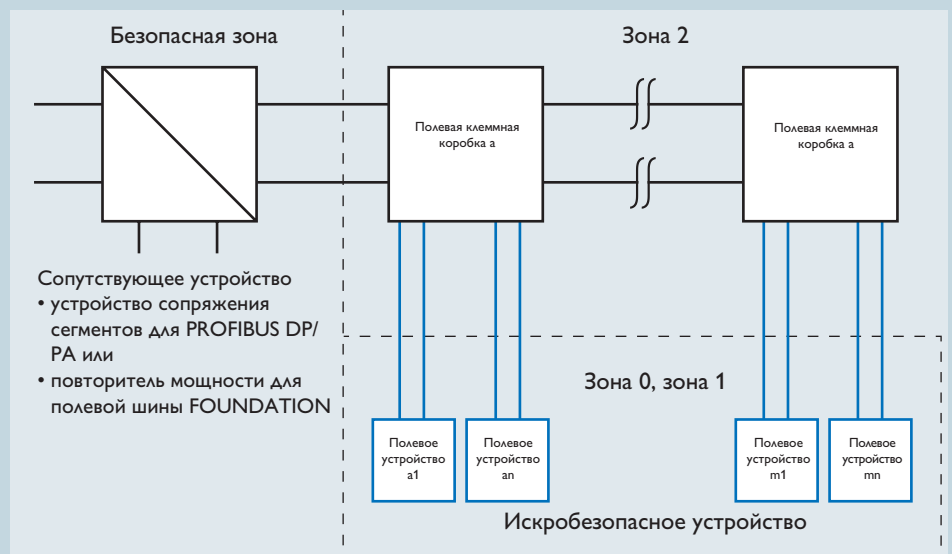 Безопасная зона
Зона 2
Полевая клеммная
коробка а
Полевая клеммная
коробка а
Сопутствующее устройство
• устройство сопряжения
сегментов для PROFIBUS DP/
PA или
• повторитель мощности для
полевой шины FOUNDATION
Зона 0, зона 1
Полевое
устройство
a1
Полевое
устройство
an
Полевое
устройство
m1
Полевое
устройство
mn
Искробезопасное устройство